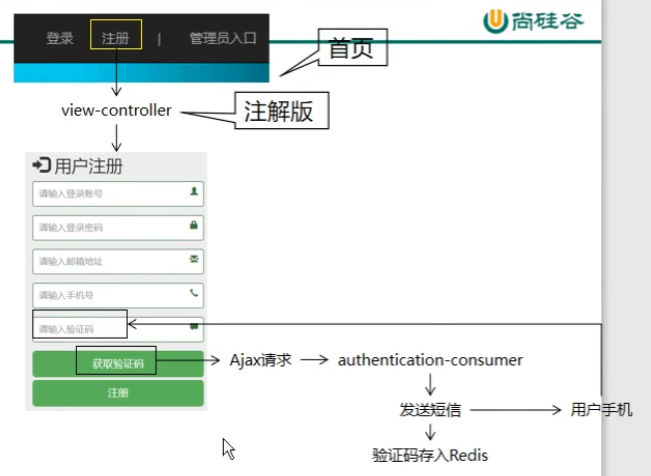 尚硅谷
登录 注册 | 管理员入口
首页
view-controller
注解版
用户注册
请输入登录账号
请输入登录密码
请输入邮箱地址
请输入手机号
请输入验证码
获取验证码
Ajax请求
authentication-consumer
注册
发送短信
用户手机
验证码存入Redis